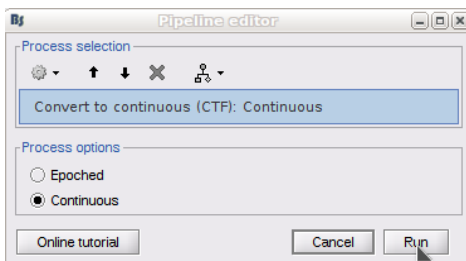 Bs Pipeline editor
Process selection
Convert to continuous (CTF): Continuous
Process options
Epoched
Continuous
Online tutorial Cancel Run